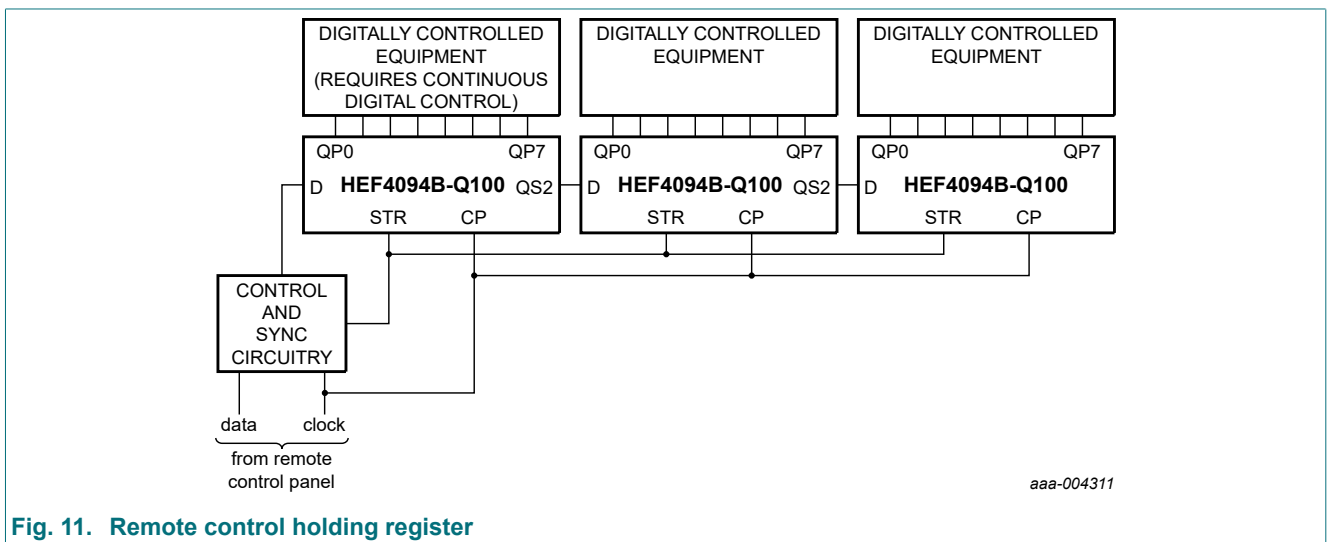 DIGITALLY CONTROLLED
EQUIPMENT
(REQUIRES CONTINUOUS
DIGITAL CONTROL)
DIGITALLY CONTROLLED
EQUIPMENT
DIGITALLY CONTROLLED
EQUIPMENT
QP0 QP7
D HEF4094B-Q100 QS2
STR CP
QP0 QP7
D HEF4094B-Q100 QS2
STR CP
QP0 QP7
D HEF4094B-Q100
STR CP
CONTROL
AND
SYNC
CIRCUITRY
data clock
from remote
control panel
aaa-004311
Fig. 11. Remote control holding register